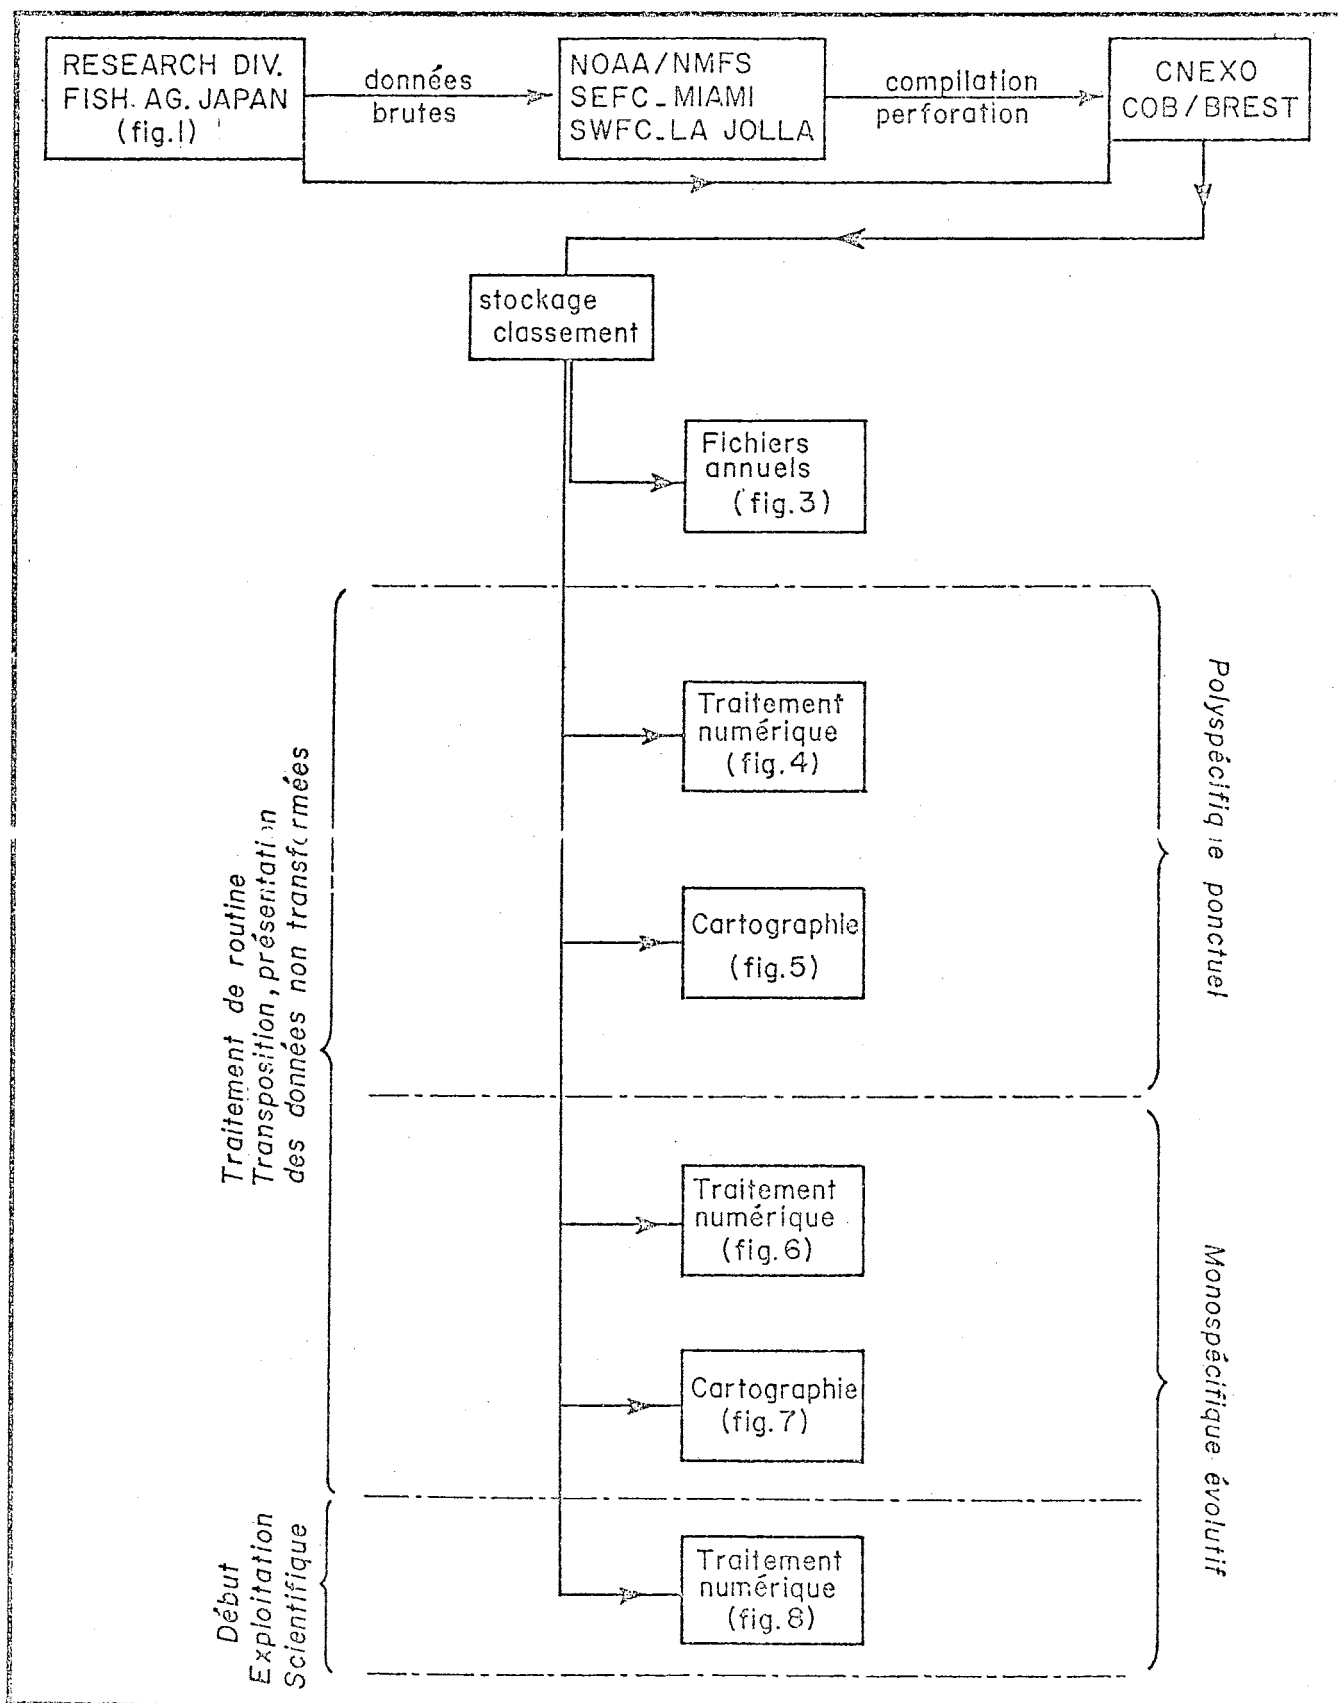 RESEARCH DIV.
FISH. AG. JAPAN
(fig.1)
données
brutes
NOAA/NMFS
SEFC_MIAMI
SWFC_LA JOLLA
compilation
perforation
CNEXO
COB/BREST
stockage
classement
Fichiers
annuels
(fig.3)
Traitement
numérique
(fig.4)
Cartographie
(fig.5)
Polyspécifique ponctuel
Traitement de routine
Transposition, présentation
des données non transformées
Traitement
numérique
(fig.6)
Cartographie
(fig.7)
Monospécifique évolutif
Traitement
numérique
(fig.8)
Début
Exploitation
Scientifique